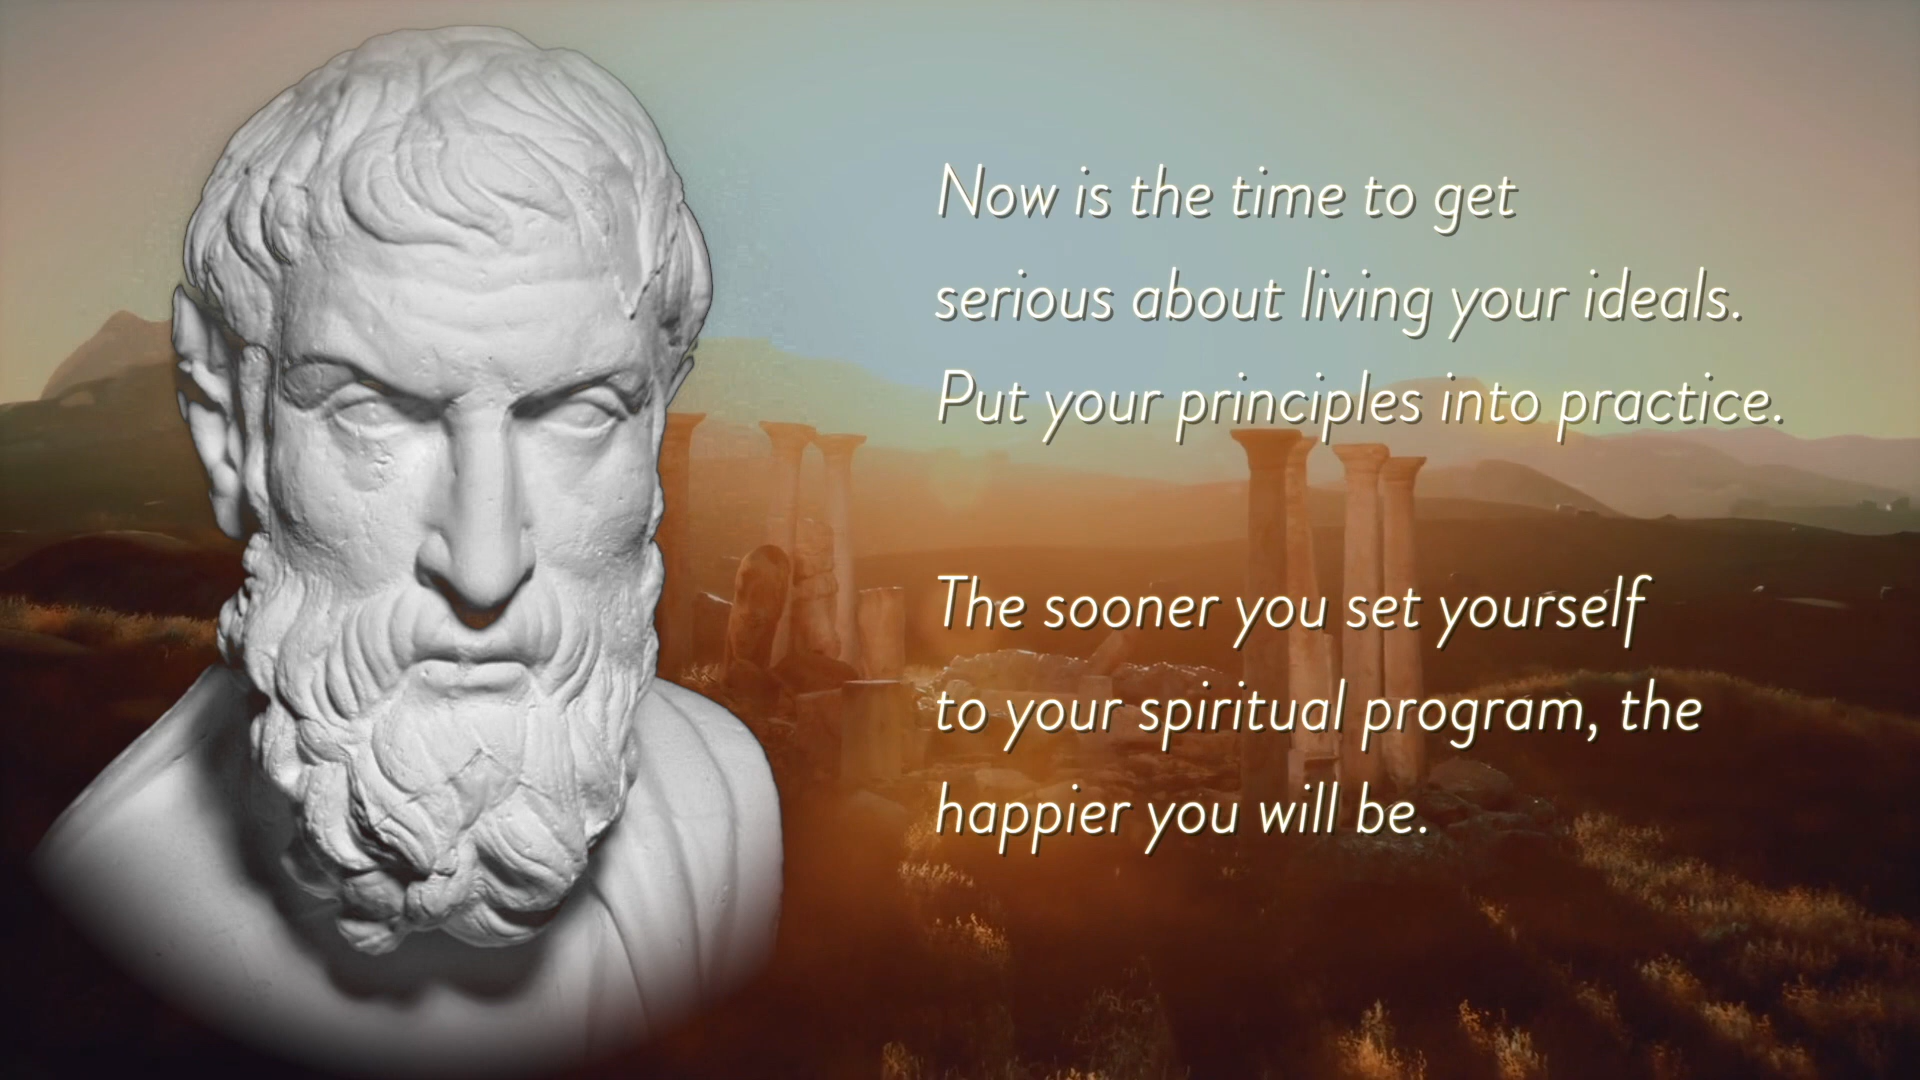 Now is the time to get
serious about living your ideals.
Put your principles into practice.
The sooner you set yourself
to your spiritual program, the
happier you will be.